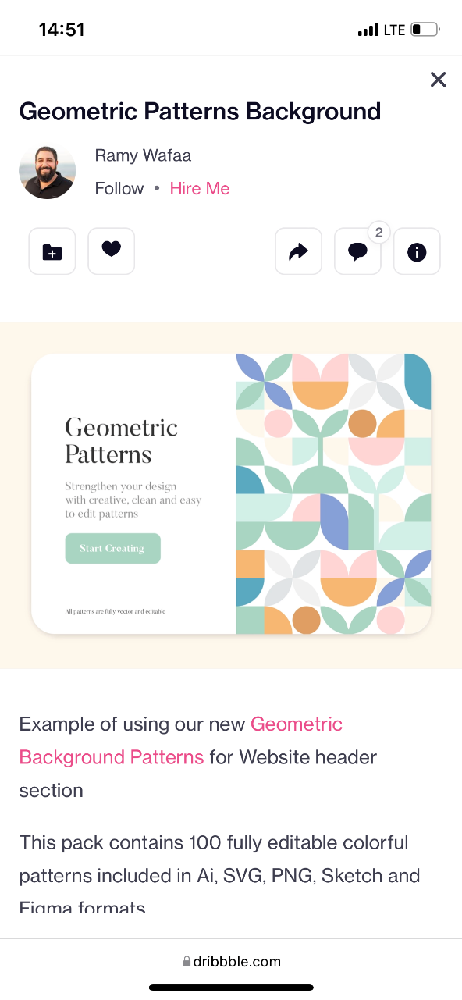 14:51
LTE
Geometric Patterns Background
Ramy Wafaa
Follow • Hire Me
2
Geometric
Patterns
Strengthen your design
with creative, clean and easy
to edit patterns
Start Creating
All patterns are fully vector and editable
Example of using our new Geometric
Background Patterns for Website header
section
This pack contains 100 fully editable colorful
patterns included in Ai, SVG, PNG, Sketch and
Figma formats
dribbble.com